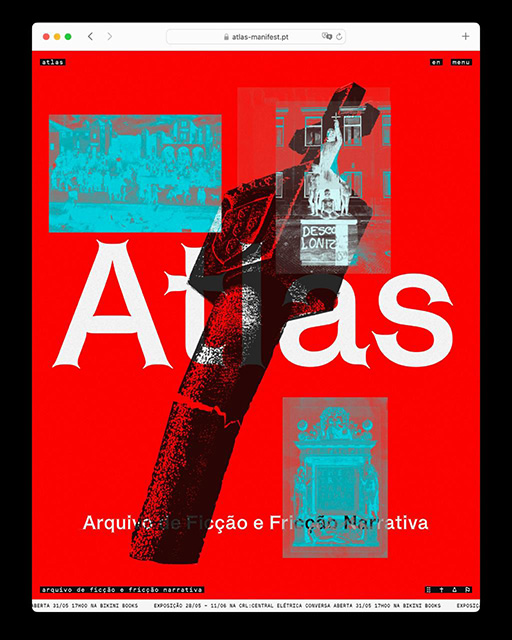 atlas-manifest.pt
atlas
en menu
DESCO
LONIZ
Atlas
Arquivo de Ficção e Fricção Narrativa
arquivo de ficção e fricção narrativa
ABERTA 31/05 17H00 NA BIKINI BOOKS EXPOSIÇÃO 28/05 – 11/06 NA CRL:CENTRAL ELÉTRICA CONVERSA ABERTA 31/05 17H00 NA BIKINI BOOKS EXPOSIÇ